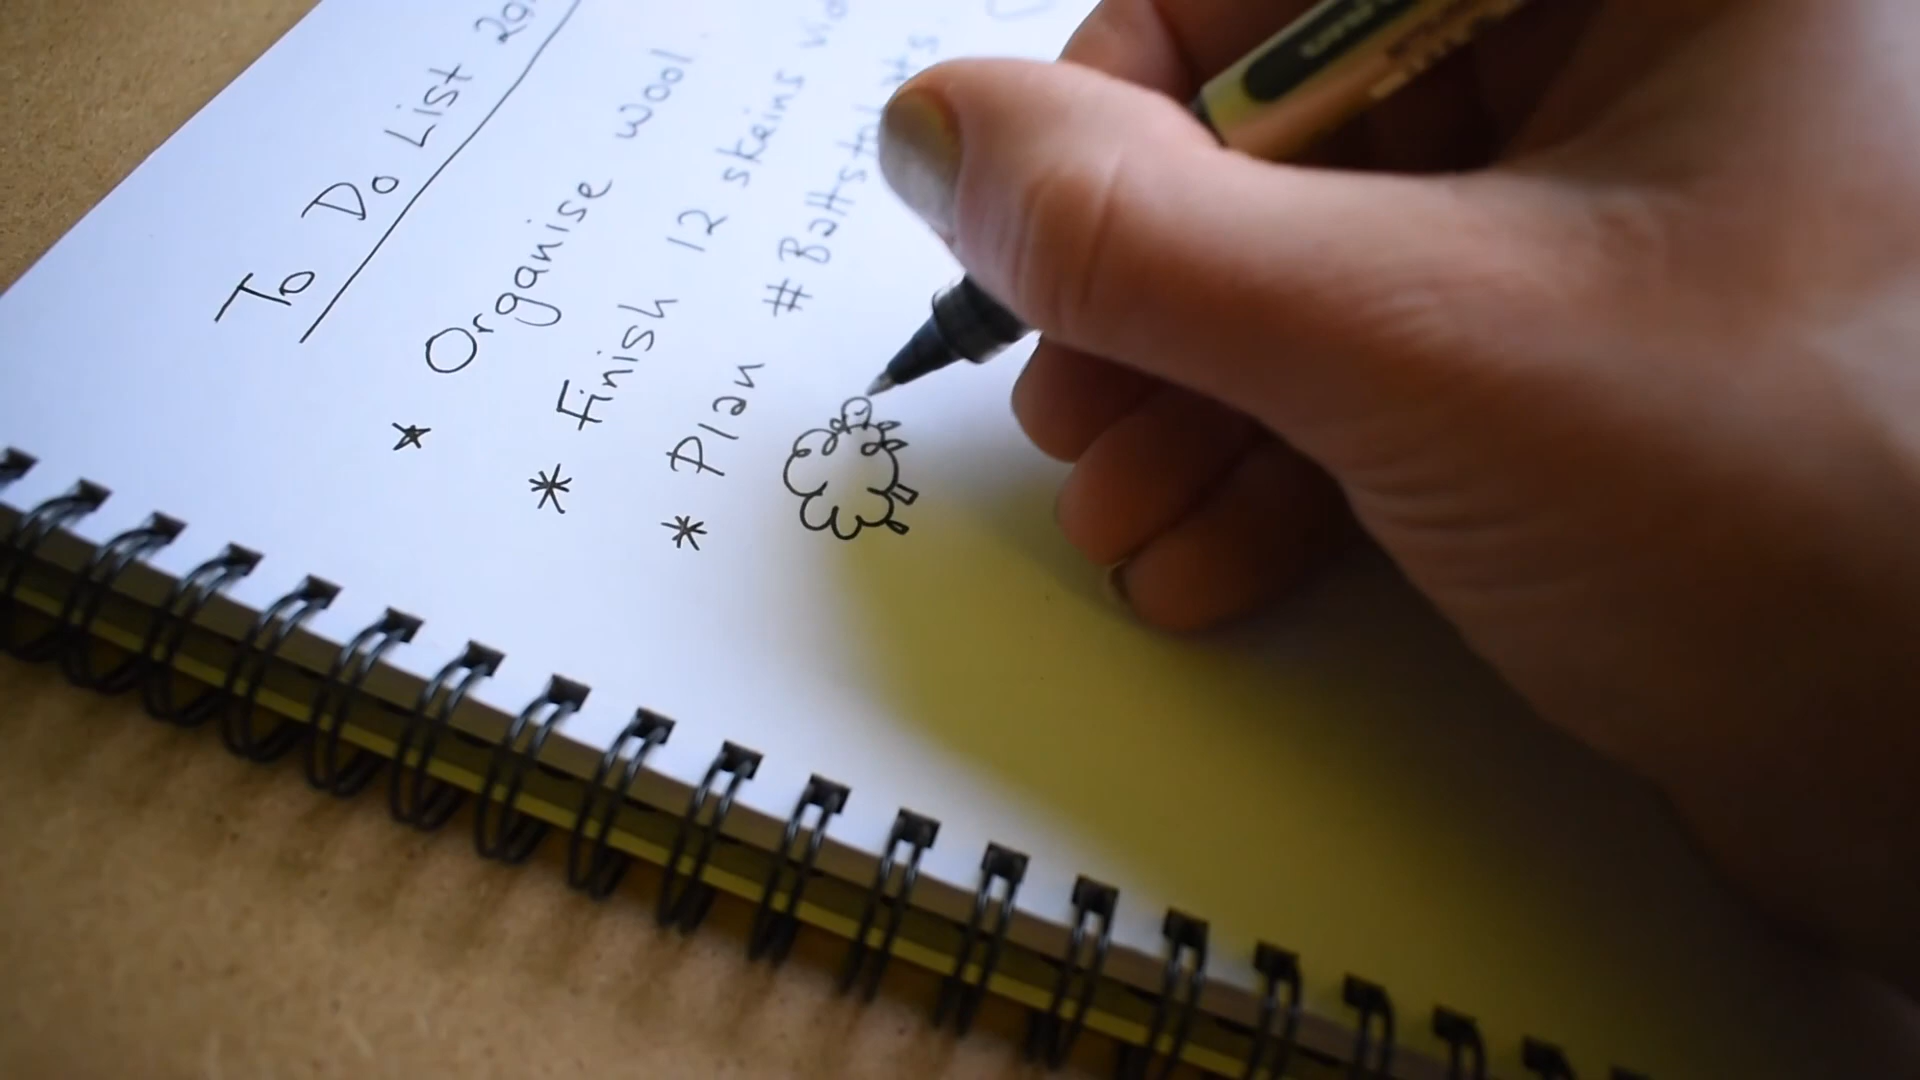 To Do List
* Organise wool.
* Finish 12 skeins
* Plan